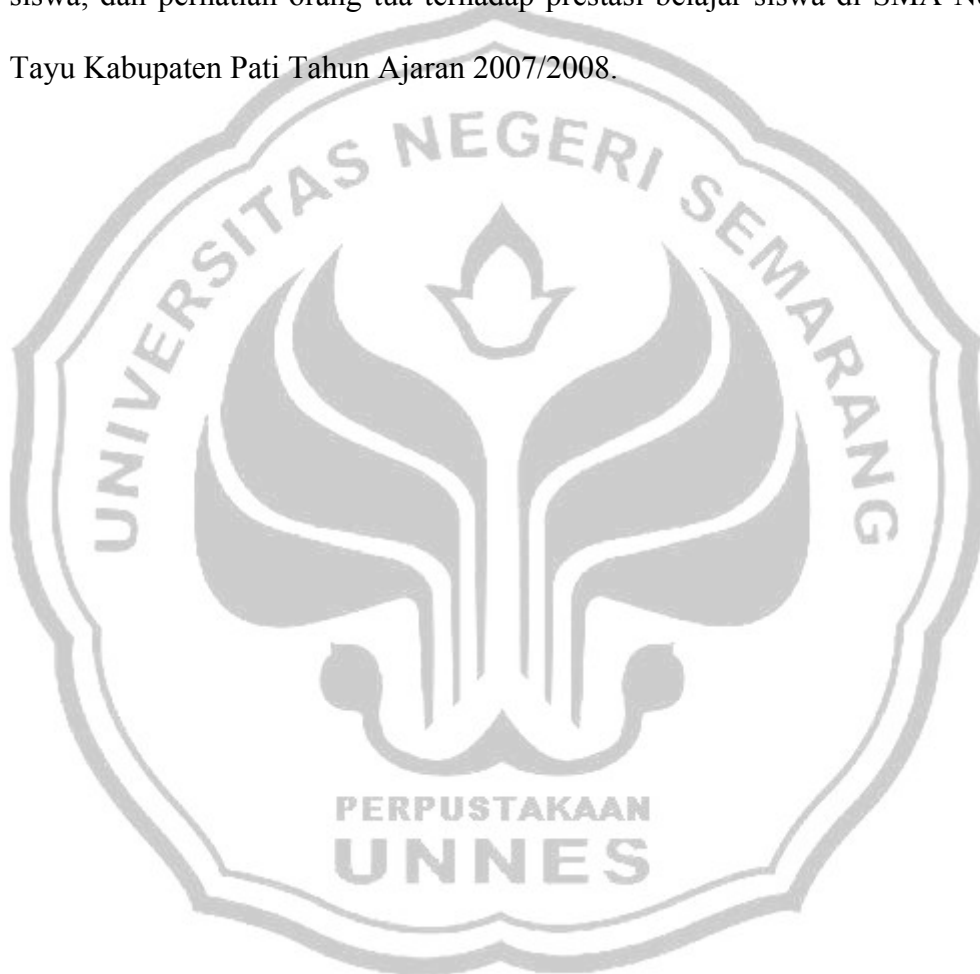 siswa, dan perhatian orang tua terhadap prestasi belajar siswa di SMA
Tayu Kabupaten Pati Tahun Ajaran 2007/2008.
UNIVERSITAS NEGERI SEMARANG
PERPUSTAKAAN
UNNES